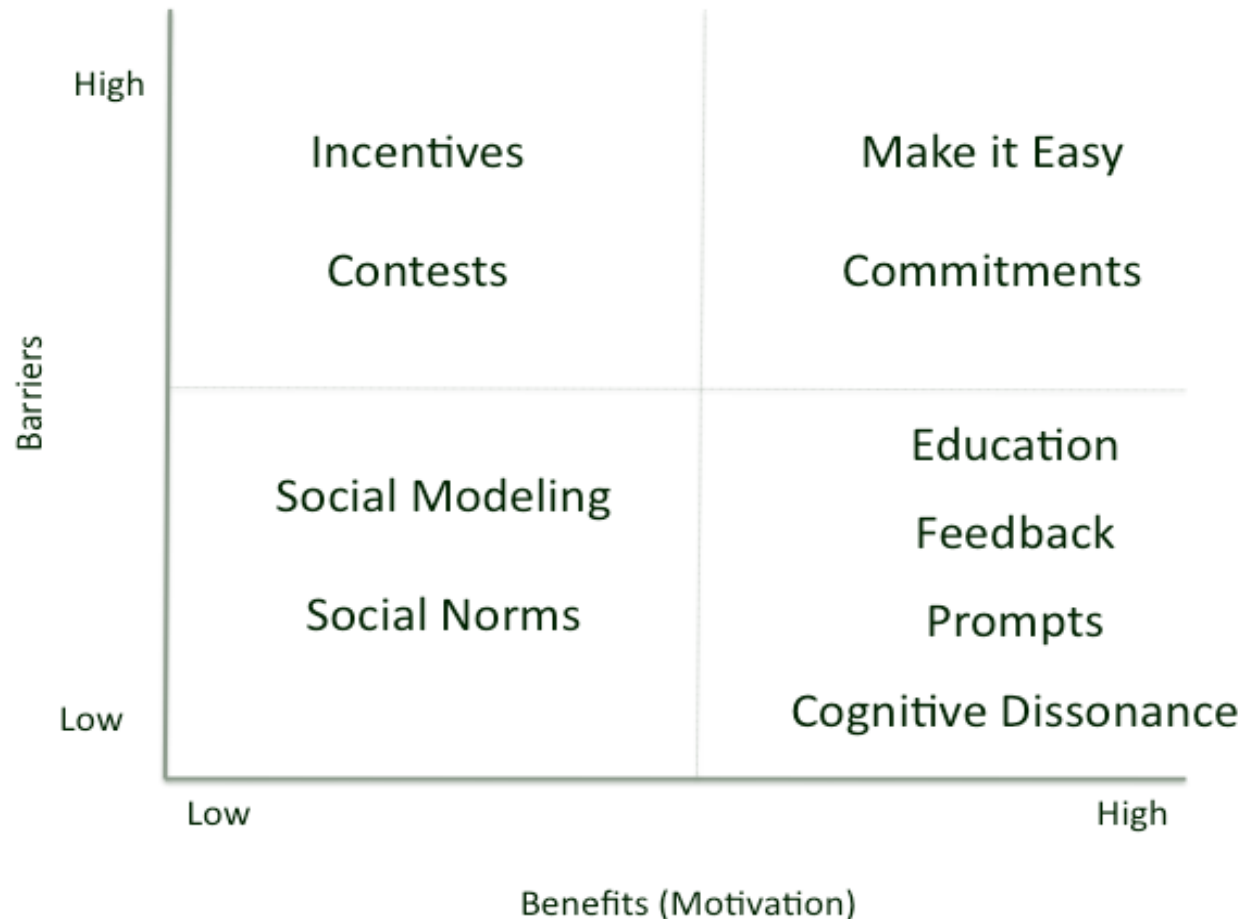 High
Incentives
Make it Easy
Contests
Commitments
Barriers
Education
Social Modeling
Feedback
Social Norms
Prompts
Cognitive Dissonance
Low
Low
High
Benefits (Motivation)